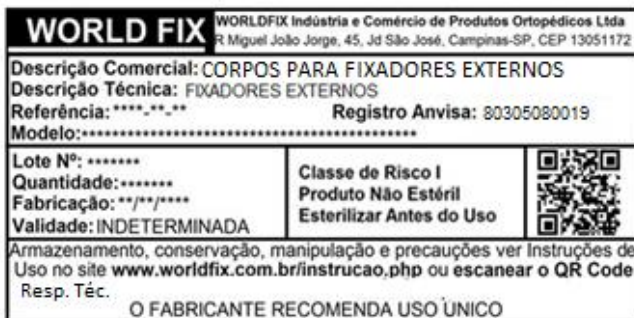 WORLD FIX
WORLDFIX Indústria e Comércio de Produtos Ortopédicos Ltda
R Miguel João Jorge, 45, Jd São José, Campinas-SP, CEP 13051172
Descrição Comercial: CORPOS PARA FIXADORES EXTERNOS
Descrição Técnica: FIXADORES EXTERNOS
Referência: ****-**-** Registro Anvisa: 80305080019
Modelo:******************************************
Lote Nº: *******
Quantidade:*******
Fabricação: **/**/****
Validade: INDETERMINADA
Classe de Risco I
Produto Não Estéril
Esterilizar Antes do Uso
Armazenamento, conservação, manipulação e precauções ver Instruções de
Uso no site www.worldfix.com.br/instrucao.php ou escanear o QR Code
Resp. Téc.
O FABRICANTE RECOMENDA USO ÚNICO